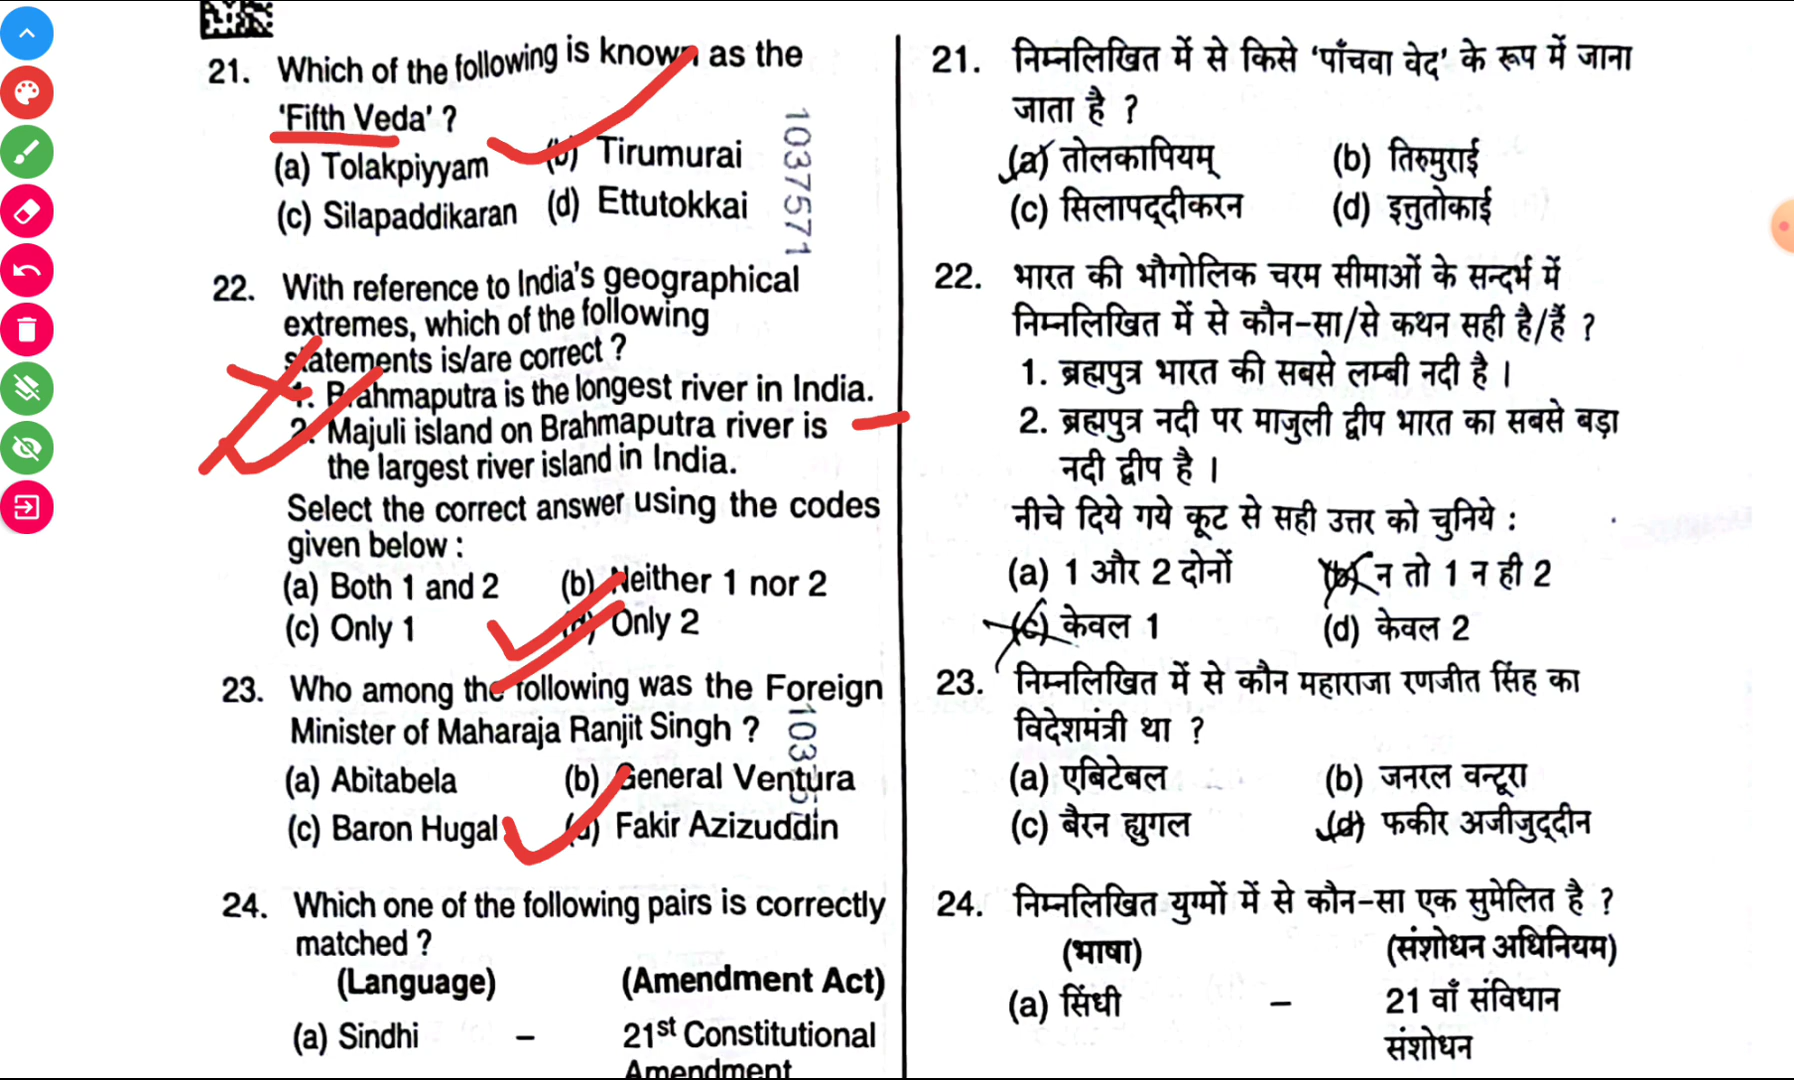 21. Which of the following is known as the
'Fifth Veda' ?
(a) Tolakpiyyam (b) Tirumurai
(c) Silapaddikaran (d) Ettutokkai
1037571
22. With reference to India's geographical
extremes, which of the following
statements is/are correct ?
1. Brahmaputra is the longest river in India.
2. Majuli island on Brahmaputra river is
the largest river island in India.
Select the correct answer using the codes
given below :
(a) Both 1 and 2 (b) Neither 1 nor 2
(c) Only 1 (d) Only 2
23. Who among the following was the Foreign
Minister of Maharaja Ranjit Singh ?
(a) Abitabela (b) General Ventura
(c) Baron Hugal (d) Fakir Azizuddin
24. Which one of the following pairs is correctly
matched ?
(Language) (Amendment Act)
(a) Sindhi – 21st Constitutional
Amendment
21. निम्नलिखित में से किसे 'पाँचवा वेद' के रूप में जाना
जाता है ?
(a) तोलकापियम् (b) तिरुमुराई
(c) सिलापद्दीकरन (d) इत्तुतोकाई
22. भारत की भौगोलिक चरम सीमाओं के सन्दर्भ में
निम्नलिखित में से कौन-सा/से कथन सही है/हैं ?
1. ब्रह्मपुत्र भारत की सबसे लम्बी नदी है ।
2. ब्रह्मपुत्र नदी पर माजुली द्वीप भारत का सबसे बड़ा
नदी द्वीप है ।
नीचे दिये गये कूट से सही उत्तर को चुनिये :
(a) 1 और 2 दोनों (b) न तो 1 न ही 2
(c) केवल 1 (d) केवल 2
23. निम्नलिखित में से कौन महाराजा रणजीत सिंह का
विदेशमंत्री था ?
(a) एबिटेबल (b) जनरल वन्टूरा
(c) बैरन ह्युगल (d) फकीर अजीजुद्दीन
24. निम्नलिखित युग्मों में से कौन-सा एक सुमेलित है ?
(भाषा) (संशोधन अधिनियम)
(a) सिंधी – 21 वाँ संविधान
संशोधन